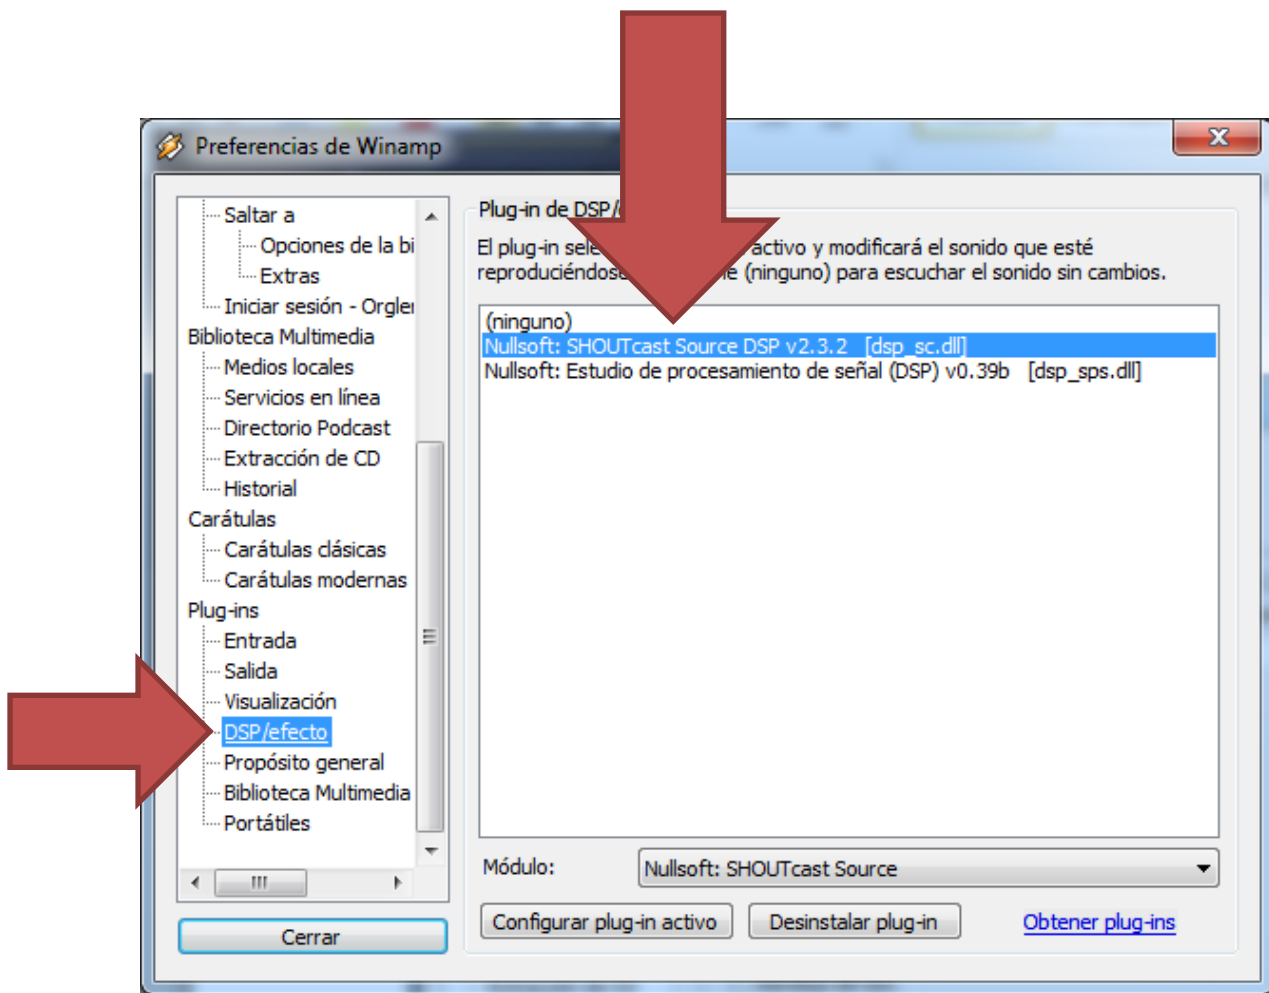 Preferencias de Winamp
Saltar a
Opciones de la bi
Extras
Iniciar sesión - Orgler
Biblioteca Multimedia
Medios locales
Servicios en línea
Directorio Podcast
Extracción de CD
Historial
Carátulas
Carátulas clásicas
Carátulas modernas
Plug-ins
Entrada
Salida
Visualización
DSP/efecto
Propósito general
Biblioteca Multimedia
Portátiles
Cerrar
Plug-in de DSP/
El plug-in sele activo y modificará el sonido que esté
reproduciéndose (ninguno) para escuchar el sonido sin cambios.
(ninguno)
Nullsoft: SHOUTcast Source DSP v2.3.2 [dsp_sc.dll]
Nullsoft: Estudio de procesamiento de señal (DSP) v0.39b [dsp_sps.dll]
Módulo: Nullsoft: SHOUTcast Source
Configurar plug-in activo Desinstalar plug-in Obtener plug-ins